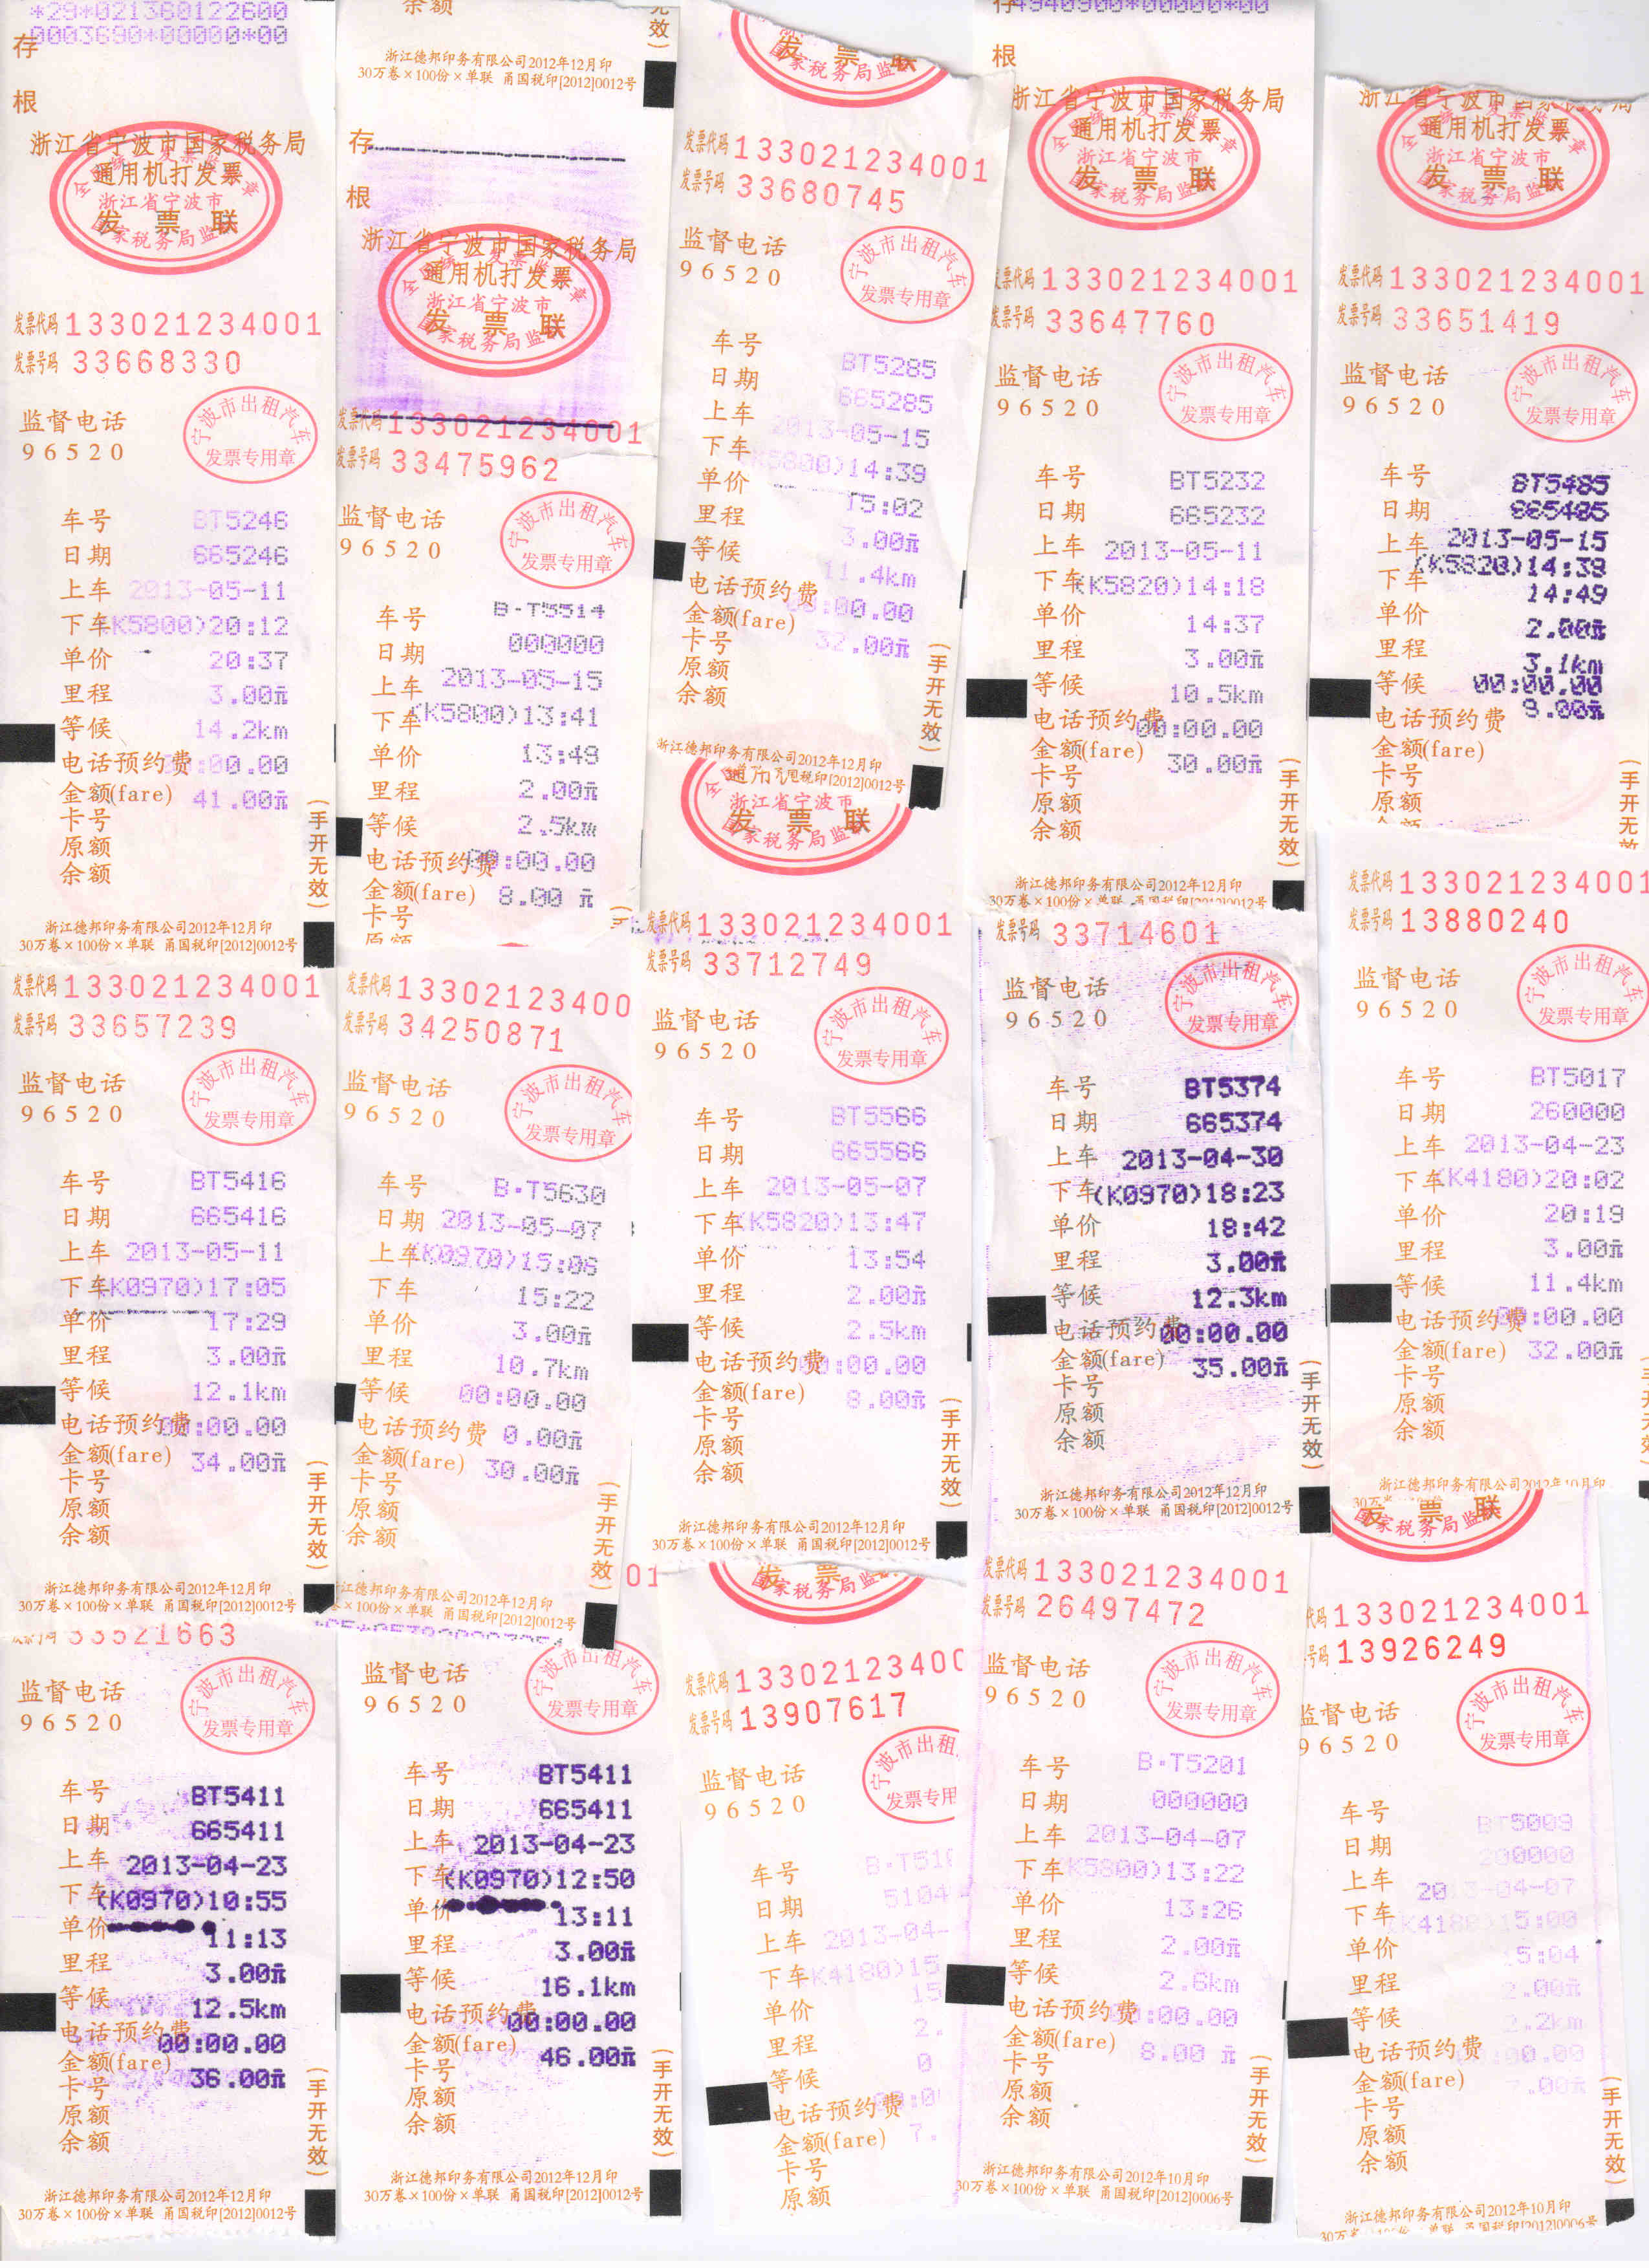 *29*021360122600
0003690*00000*00
存
根
浙江省宁波市国家税务局
通用机打发票
浙江省宁波市
发 票 联
国家税务局监
发票代码 133021234001
发票号码 33668330
监督电话
96520
宁波市出租汽车
发票专用章
车号 BT5246
日期 665246
上车 2013-05-11
下车 (K5800)20:12
单价 20:37
里程 3.00元
等候 14.2km
电话预约费 :00.00
金额(fare) 41.00元
卡号
原额
余额
(手开无效)
浙江德邦印务有限公司2012年12月印
30万卷×100份×单联 甬国税印[2012]0012号
余额
效)
浙江德邦印务有限公司2012年12月印
30万卷×100份×单联 甬国税印[2012]0012号
存
根
浙江省宁波市国家税务局
通用机打发票
浙江省宁波市
发 票 联
国家税务局监
发票代码 133021234001
发票号码 33475962
监督电话
96520
宁波市出租汽车
发票专用章
车号 B·T5514
日期 000000
上车 2013-05-15
下车 (K5800)13:41
单价 13:49
里程 2.00元
等候 2.5km
电话预约费 :00.00
金额(fare) 8.00 元
卡号
发 票 联
国家税务局监
发票代码 133021234001
发票号码 33680745
监督电话
96520
宁波市出租汽车
发票专用章
车号 BT5285
日期 665285
上车 2013-05-15
下车 (K5800)14:39
单价 15:02
里程 3.00元
等候 11.4km
电话预约费 00:00.00
金额(fare) 32.00元
卡号
原额
余额
(手开无效)
浙江德邦印务有限公司2012年12月印
国税印[2012]0012号
4940900*00000*00
存
根
浙江省宁波市国家税务局
通用机打发票
浙江省宁波市
发 票 联
国家税务局监
发票代码 133021234001
发票号码 33647760
监督电话
96520
宁波市出租汽车
发票专用章
车号 BT5232
日期 665232
上车 2013-05-11
下车 (K5820)14:18
单价 14:37
里程 3.00元
等候 10.5km
电话预约费 00:00.00
金额(fare) 30.00元
卡号
原额
余额
(手开无效)
浙江德邦印务有限公司2012年12月印
30万卷×100份×单联 甬国税印[2012]0012号
浙江省宁波市国家税务局
通用机打发票
浙江省宁波市
发 票 联
国家税务局监
发票代码 133021234001
发票号码 33651419
监督电话
96520
宁波市出租汽车
发票专用章
车号 BT5485
日期 665485
上车 2013-05-15
下车 (K5820)14:39
单价 14:49
里程 2.00元
等候 3.1km
电话预约费 00:00.00
金额(fare) 8.00元
卡号
原额
(手开无效
发票代码 133021234001
发票号码 33657239
监督电话
96520
宁波市出租汽车
发票专用章
车号 BT5416
日期 665416
上车 2013-05-11
下车 (K0970)17:05
单价 17:29
里程 3.00元
等候 12.1km
电话预约费 00:00.00
金额(fare) 34.00元
卡号
原额
余额
(手开无效)
浙江德邦印务有限公司2012年12月印
30万卷×100份×单联 甬国税印[2012]0012号
发票代码 13302123400
发票号码 34250871
监督电话
96520
宁波市出租汽车
发票专用章
车号 B·T5630
日期 2013-05-07
上车 (K0970)15:06
下车 15:22
单价 3.00元
里程 10.7km
等候 00:00.00
电话预约费 0.00元
金额(fare) 30.00元
卡号
原额
余额
(手开无效)
浙江德邦印务有限公司2012年12月印
×100份×单联 甬国税印[2012]0012号
浙江省宁波市
发 票 联
国家税务局监
发票代码 133021234001
发票号码 33712749
监督电话
96520
宁波市出租汽车
发票专用章
车号 BT5566
日期 665566
上车 2013-05-07
下车 (K5820)13:47
单价 13:54
里程 2.00元
等候 2.5km
电话预约费 :00.00
金额(fare) 8.00元
卡号
原额
余额
(手开无效)
浙江德邦印务有限公司2012年12月印
30万卷×100份×单联 甬国税印[2012]0012号
发票号码 33714601
监督电话
96520
宁波市出租汽车
发票专用章
车号 BT5374
日期 665374
上车 2013-04-30
下车 (K0970)18:23
单价 18:42
里程 3.00元
等候 12.3km
电话预约费 00:00.00
金额(fare) 35.00元
卡号
原额
余额
(手开无效)
浙江德邦印务有限公司2012年12月印
30万卷×100份×单联 甬国税印[2012]0012号
发票代码 133021234001
发票号码 13880240
监督电话
96520
宁波市出租汽车
发票专用章
车号 BT5017
日期 260000
上车 2013-04-23
下车 (K4180)20:02
单价 20:19
里程 3.00元
等候 11.4km
电话预约费 00:00.00
金额(fare) 32.00元
卡号
原额
余额
浙江德邦印务有限公司2012年10月印
33521663
监督电话
96520
宁波市出租汽车
发票专用章
车号 BT5411
日期 665411
上车 2013-04-23
下车 (K0970)10:55
单价 11:13
里程 3.00元
等候 12.5km
电话预约费 00:00.00
金额(fare) 36.00元
卡号
原额
余额
(手开无效)
浙江德邦印务有限公司2012年12月印
30万卷×100份×单联 甬国税印[2012]0012号
监督电话
96520
宁波市出租汽车
发票专用章
车号 BT5411
日期 665411
上车 2013-04-23
下车 (K0970)12:50
单价 13:11
里程 3.00元
等候 16.1km
电话预约费 00:00.00
金额(fare) 46.00元
卡号
原额
余额
(手开无效)
浙江德邦印务有限公司2012年12月印
30万卷×100份×单联 甬国税印[2012]0012号
01
发 票
国家税务局监
发票代码 13302123400
发票号码 13907617
监督电话
96520
宁波市出租
发票专用
车号 B·T51
日期 5104
上车 2013-04-
下车 (K4180)15
单价 15
里程 2.
等候 0
电话预约费 :0
金额(fare) 7.
卡号
原额
发票代码 133021234001
发票号码 26497472
监督电话
96520
宁波市出租汽车
发票专用章
车号 B·T5201
日期 000000
上车 2013-04-07
下车 (K5800)13:22
单价 13:26
里程 2.00元
等候 2.6km
电话预约费 :00.00
金额(fare) 8.00 元
卡号
原额
余额
(手开无效)
浙江德邦印务有限公司2012年10月印
30万卷×100份×单联 甬国税印[2012]0006号
发 票 联
国家税务局监
代码 133021234001
号码 13926249
监督电话
96520
宁波市出租汽车
发票专用章
车号 BT5009
日期 200000
上车 2013-04-07
下车 K4180 15:00
单价 5:04
里程 2.00元
等候 2.2km
电话预约费 :00.00
金额(fare) 7.00元
卡号
原额
余额
(手开无效)
浙江德邦印务有限公司2012年10月印